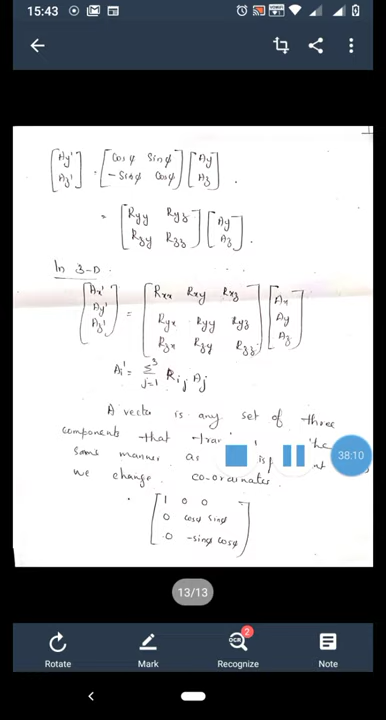 15:43
[Ay' Az'] = [Cosφ Sinφ -Sinφ Cosφ] [Ay Az].
= [Ryy Ryz Rzy Rzz] [Ay Az].
In 3-D.
[Ax' Ay' Az'] = [Rxx Rxy Rxz Ryx Ryy Ryz Rzx Rzy Rzz] [Ax Ay Az]
Ai' = Σ³j=1 Rij Aj
A vector is any set of three
components that
same manner as
we change co-ordinates.
[1 0 0
0 cosφ sinφ
0 -sinφ cosφ]
38:10
13/13
2
OCR
Rotate Mark Recognize Note